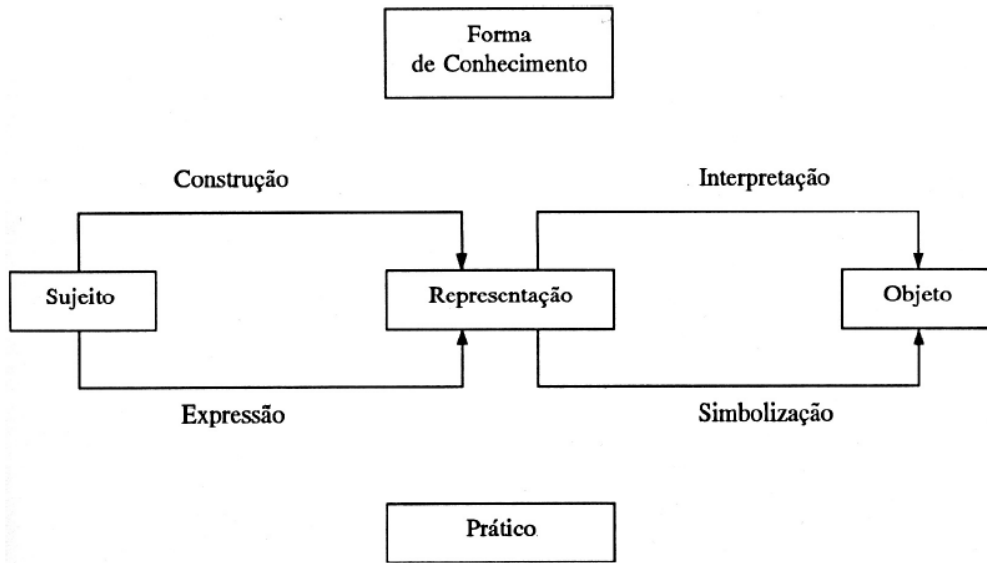 Forma
de Conhecimento
Construção
Interpretação
Sujeito
Representação
Objeto
Expressão
Simbolização
Prático